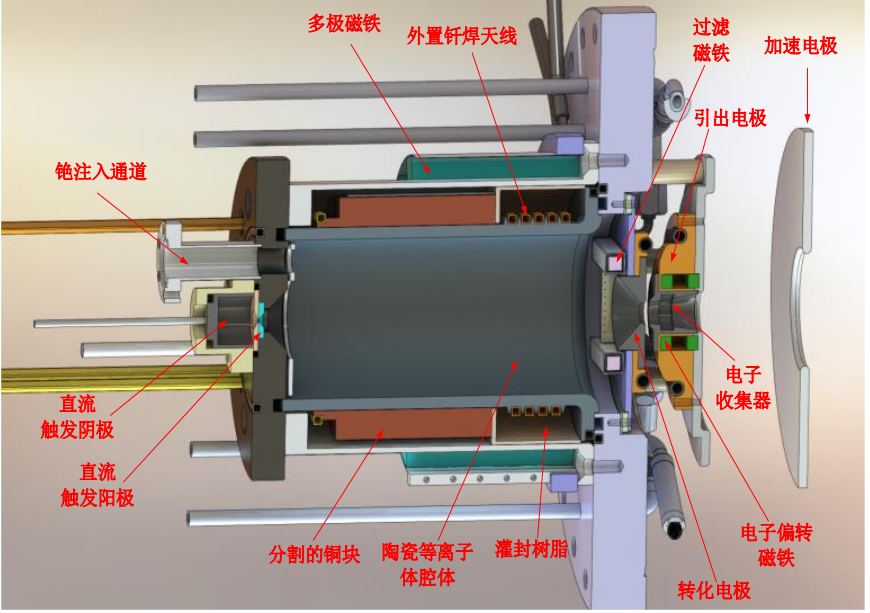 多极磁铁
外置钎焊天线
过滤
磁铁
加速电极
引出电极
铯注入通道
直流
触发阴极
直流
触发阳极
分割的铜块
陶瓷等离子
体腔体
灌封树脂
转化电极
电子偏转
磁铁
电子
收集器